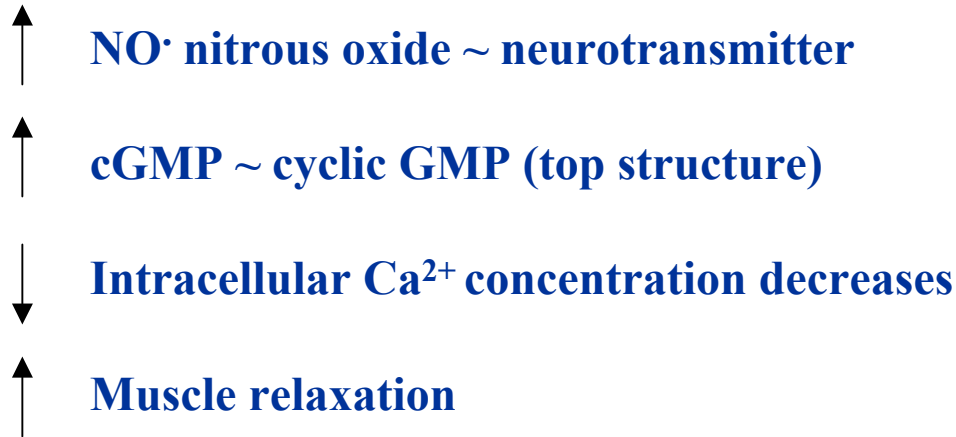 NO· nitrous oxide ~ neurotransmitter
cGMP ~ cyclic GMP (top structure)
Intracellular Ca²⁺ concentration decreases
Muscle relaxation